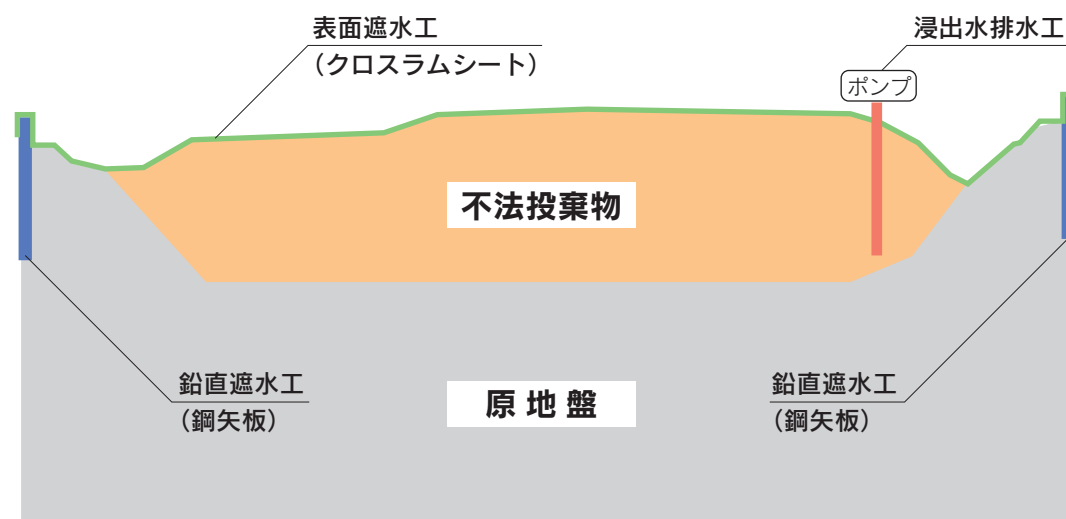 表面遮水工
（クロスラムシート）
浸出水排水工
ポンプ
不法投棄物
鉛直遮水工
（鋼矢板）
原地盤
鉛直遮水工
（鋼矢板）